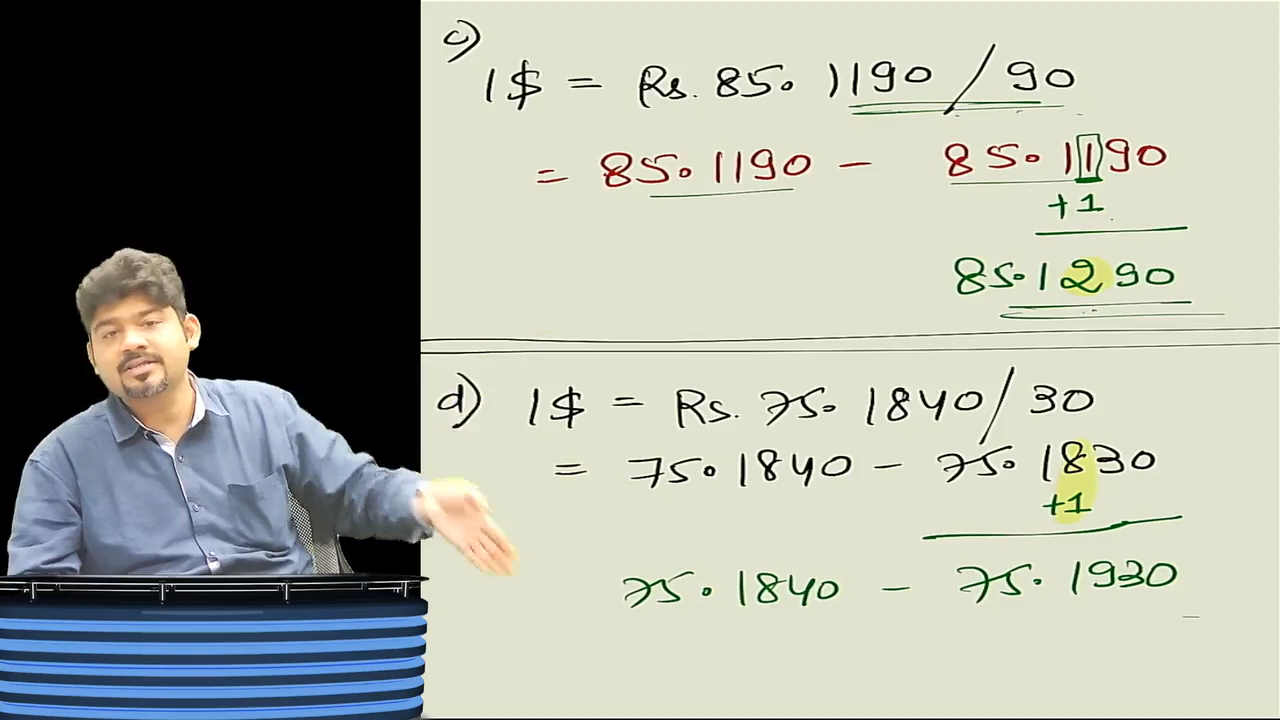 c)
1$ = Rs. 85.1190/90
= 85.1190 - 85.1190
+1
85.1290
d) 1$ = Rs. 75.1840/30
= 75.1840 - 75.1830
+1
75.1840 - 75.1930